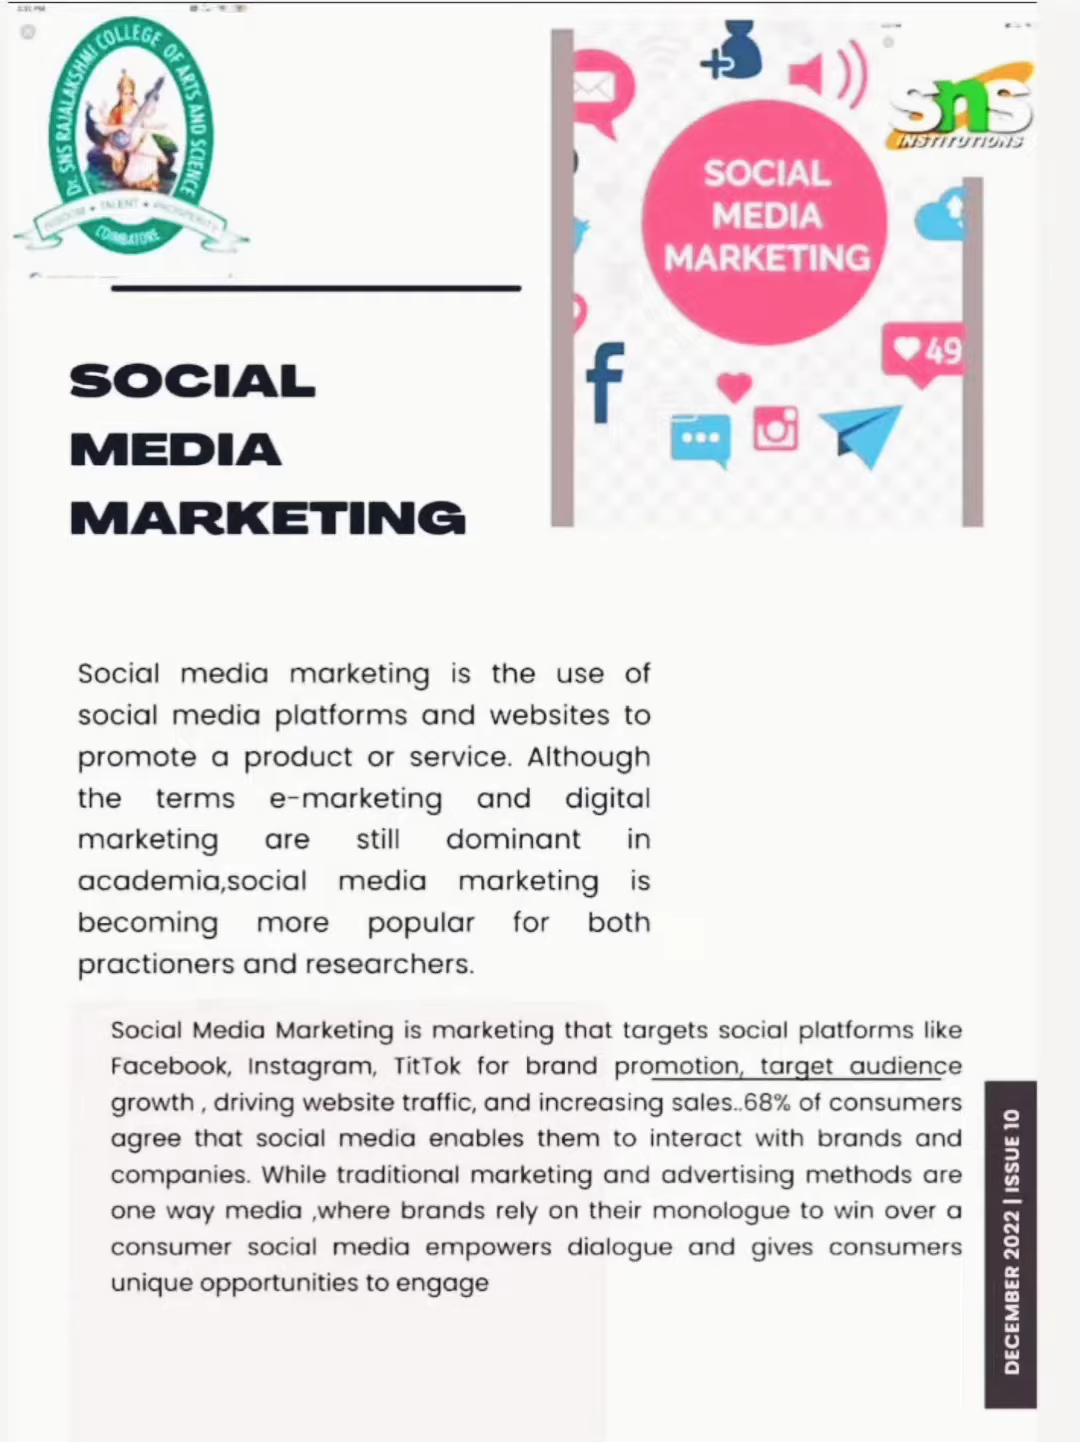 Dr. SNS RAJALAKSHMI COLLEGE OF ARTS AND SCIENCE
WISDOM • TALENT • PROSPERITY
COIMBATORE
SOCIAL
MEDIA
MARKETING
SNS
INSTITUTIONS
49
SOCIAL
MEDIA
MARKETING
Social media marketing is the use of
social media platforms and websites to
promote a product or service. Although
the terms e-marketing and digital
marketing are still dominant in
academia,social media marketing is
becoming more popular for both
practioners and researchers.
Social Media Marketing is marketing that targets social platforms like
Facebook, Instagram, TitTok for brand promotion, target audience
growth , driving website traffic, and increasing sales..68% of consumers
agree that social media enables them to interact with brands and
companies. While traditional marketing and advertising methods are
one way media ,where brands rely on their monologue to win over a
consumer social media empowers dialogue and gives consumers
unique opportunities to engage
DECEMBER 2022 | ISSUE 10